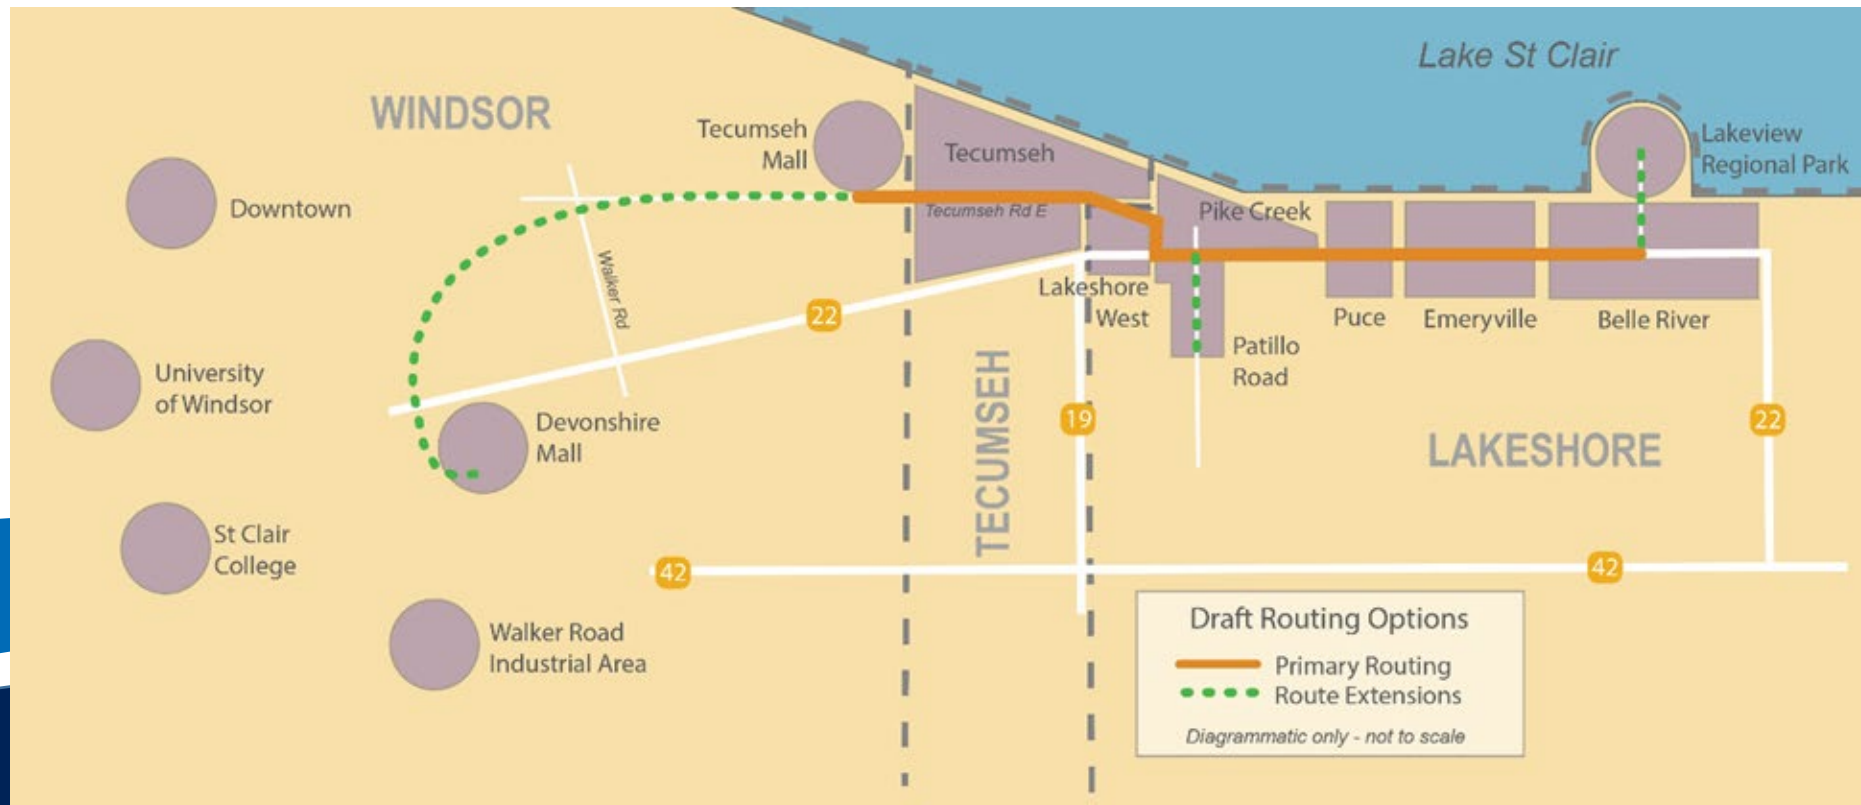 Lake St Clair
WINDSOR
Tecumseh
Mall
Tecumseh
Lakeview
Regional Park
Downtown
Tecumseh Rd E
Pike Creek
Walker Rd
22
Lakeshore
West
Puce
Emeryville
Belle River
Patillo
Road
University
of Windsor
Devonshire
Mall
TECUMSEH
19
22
LAKESHORE
St Clair
College
42
42
Walker Road
Industrial Area
Draft Routing Options
Primary Routing
Route Extensions
Diagrammatic only - not to scale